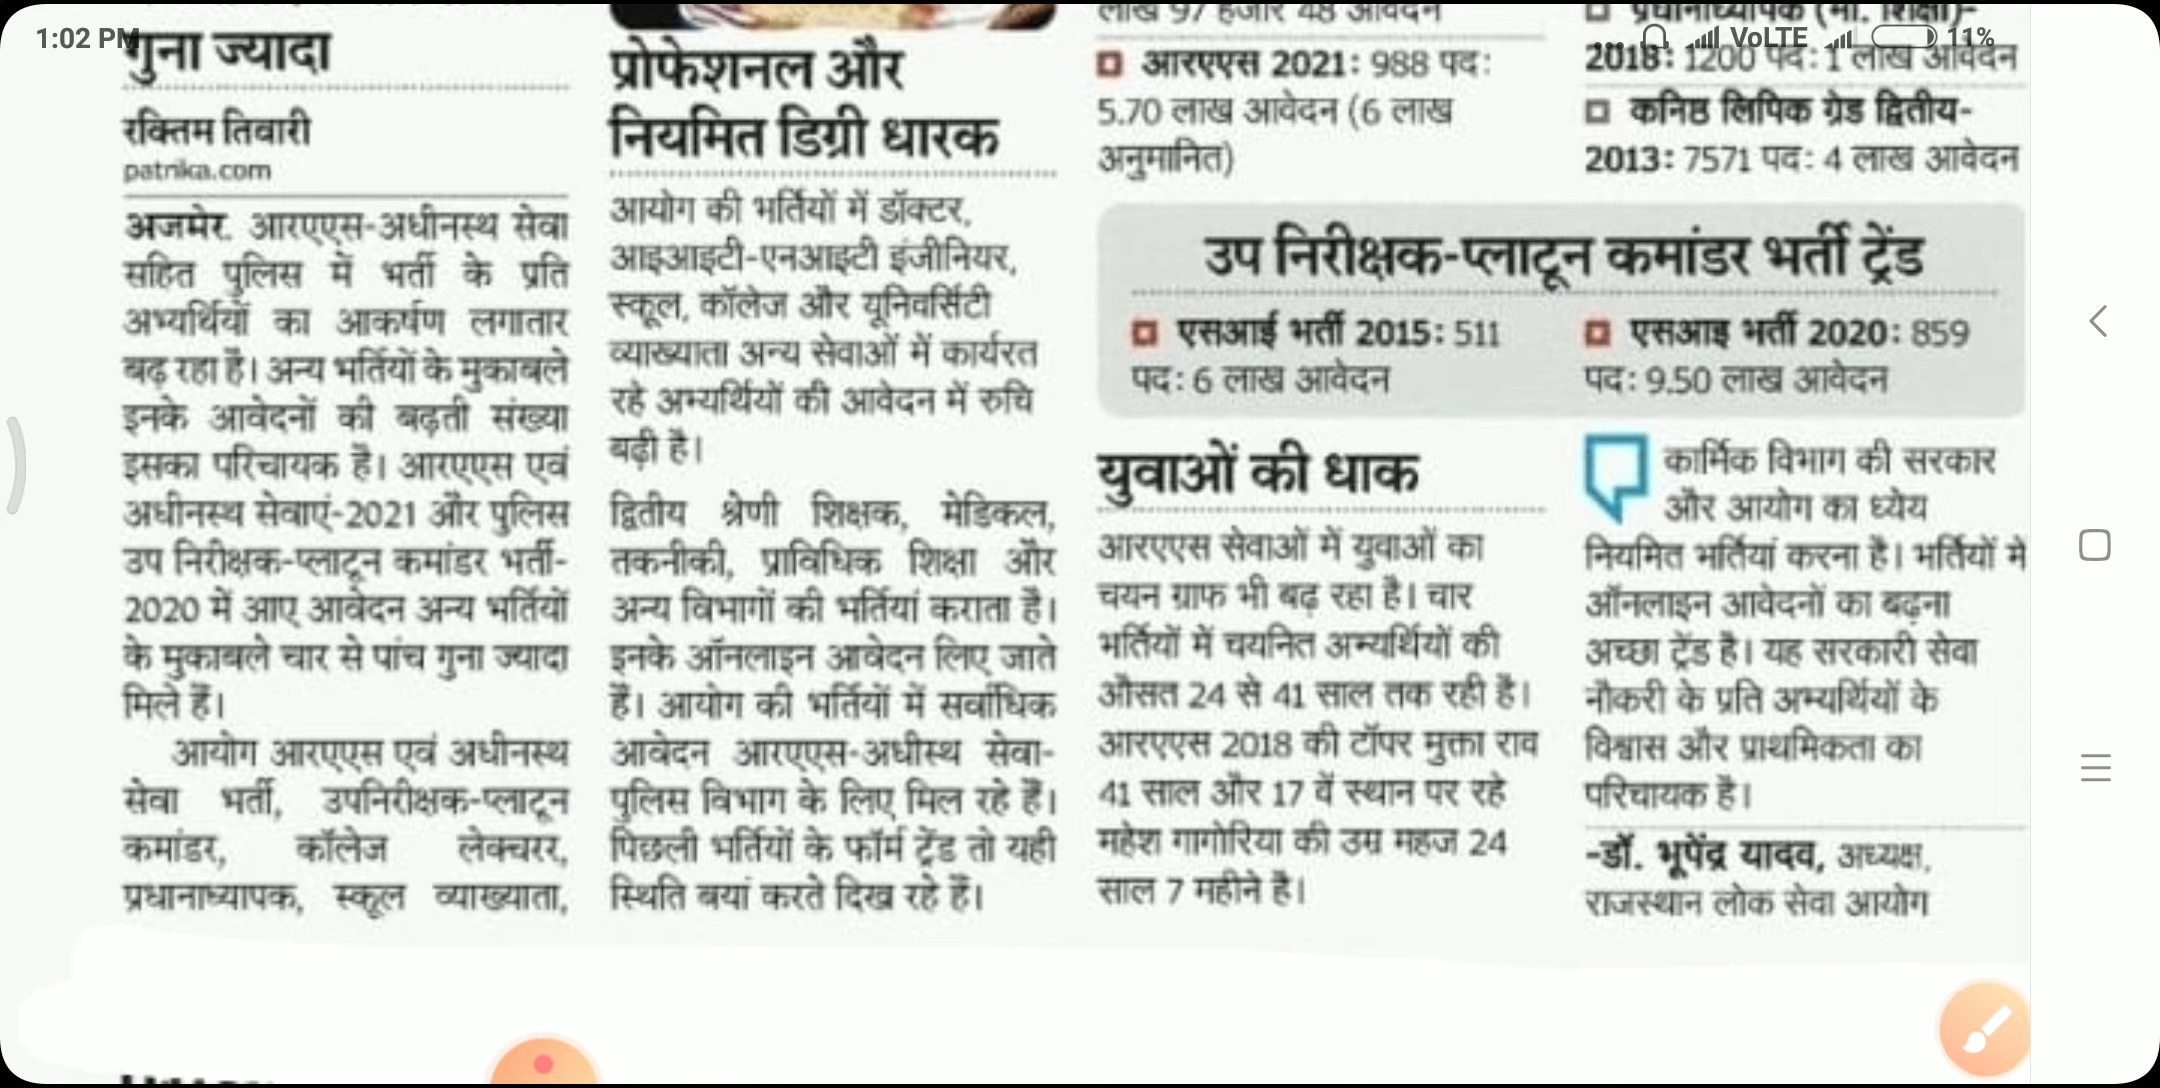 1:02 PM
VoLTE
11%
गुना ज्यादा
रक्तिम तिवारी
patrika.com
अजमेर. आरएएस-अधीनस्थ सेवा
सहित पुलिस में भर्ती के प्रति
अभ्यर्थियों का आकर्षण लगातार
बढ़ रहा है। अन्य भर्तियों के मुकाबले
इनके आवेदनों की बढ़ती संख्या
इसका परिचायक है। आरएएस एवं
अधीनस्थ सेवाएं-2021 और पुलिस
उप निरीक्षक-प्लाटून कमांडर भर्ती-
2020 में आए आवेदन अन्य भर्तियों
के मुकाबले चार से पांच गुना ज्यादा
मिले हैं।
आयोग आरएएस एवं अधीनस्थ
सेवा भर्ती, उपनिरीक्षक-प्लाटून
कमांडर, कॉलेज लेक्चरर,
प्रधानाध्यापक, स्कूल व्याख्याता,
प्रोफेशनल और
नियमित डिग्री धारक
आयोग की भर्तियों में डॉक्टर,
आइआइटी-एनआइटी इंजीनियर,
स्कूल, कॉलेज और यूनिवर्सिटी
व्याख्याता अन्य सेवाओं में कार्यरत
रहे अभ्यर्थियों की आवेदन में रुचि
बढ़ी है।
द्वितीय श्रेणी शिक्षक, मेडिकल,
तकनीकी, प्राविधिक शिक्षा और
अन्य विभागों की भर्तियां कराता है।
इनके ऑनलाइन आवेदन लिए जाते
हैं। आयोग की भर्तियों में सर्वाधिक
आवेदन आरएएस-अधीस्थ सेवा-
पुलिस विभाग के लिए मिल रहे हैं।
पिछली भर्तियों के फॉर्म ट्रेंड तो यही
स्थिति बयां करते दिख रहे हैं।
लाख 97 हजार 48 आवेदन
आरएएस 2021: 988 पद:
5.70 लाख आवेदन (6 लाख
अनुमानित)
प्रधानाध्यापक (मा. शिक्षा)-
2018: 1200 पद: 1 लाख आवेदन
कनिष्ठ लिपिक ग्रेड द्वितीय-
2013: 7571 पद: 4 लाख आवेदन
उप निरीक्षक-प्लाटून कमांडर भर्ती ट्रेंड
एसआई भर्ती 2015: 511
पद: 6 लाख आवेदन
एसआइ भर्ती 2020: 859
पद: 9.50 लाख आवेदन
युवाओं की धाक
आरएएस सेवाओं में युवाओं का
चयन ग्राफ भी बढ़ रहा है। चार
भर्तियों में चयनित अभ्यर्थियों की
औसत 24 से 41 साल तक रही है।
आरएएस 2018 की टॉपर मुक्ता राव
41 साल और 17 वें स्थान पर रहे
महेश गागोरिया की उम्र महज 24
साल 7 महीने है।
कार्मिक विभाग की सरकार
और आयोग का ध्येय
नियमित भर्तियां करना है। भर्तियों में
ऑनलाइन आवेदनों का बढ़ना
अच्छा ट्रेंड है। यह सरकारी सेवा
नौकरी के प्रति अभ्यर्थियों के
विश्वास और प्राथमिकता का
परिचायक है।
-डॉ. भूपेंद्र यादव, अध्यक्ष,
राजस्थान लोक सेवा आयोग